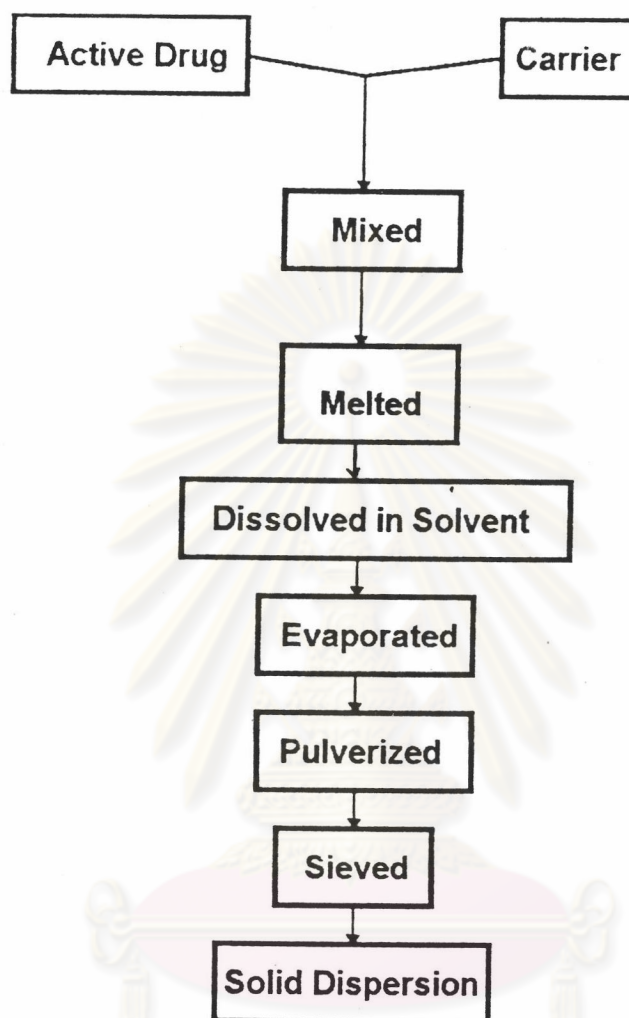 Active Drug
Carrier
Mixed
Melted
Dissolved in Solvent
Evaporated
Pulverized
Sieved
Solid Dispersion